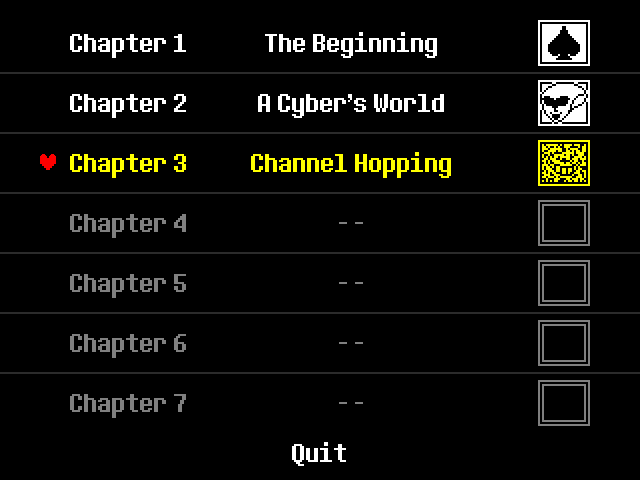 Chapter 1 The Beginning
Chapter 2 A Cyber's World
Chapter 3 Channel Hopping
Chapter 4 --
Chapter 5 --
Chapter 6 --
Chapter 7 --
Quit